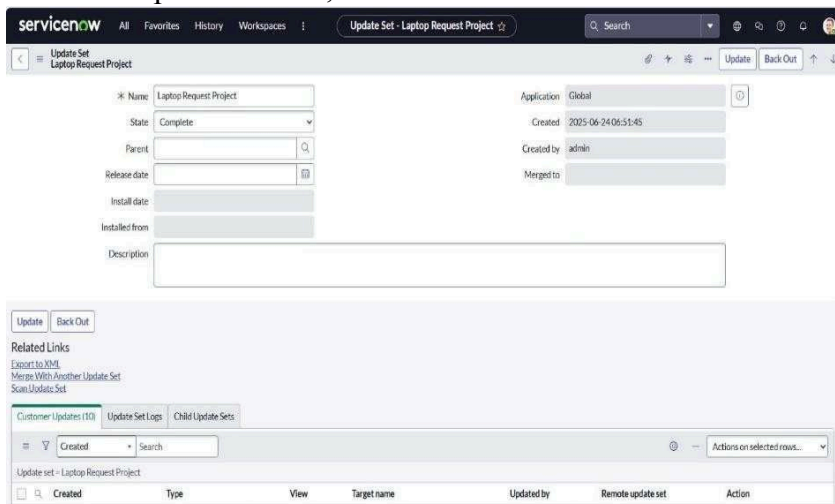 servicenow All Favorites History Workspaces Update Set - Laptop Request Project Search
Update Set
Laptop Request Project
Update Back Out
Name Laptop Request Project Application Global
State Complete Created 2025-06-24 06:51:45
Parent Created by admin
Release date Merged to
Install date
Installed from
Description
Update Back Out
Related Links
Export to XML
Merge With Another Update Set
Scan Update Set
Customer Updates (10) Update Set Logs Child Update Sets
Created Search Actions on selected rows...
Update set = Laptop Request Project
Created Type View Target name Updated by Remote update set Action